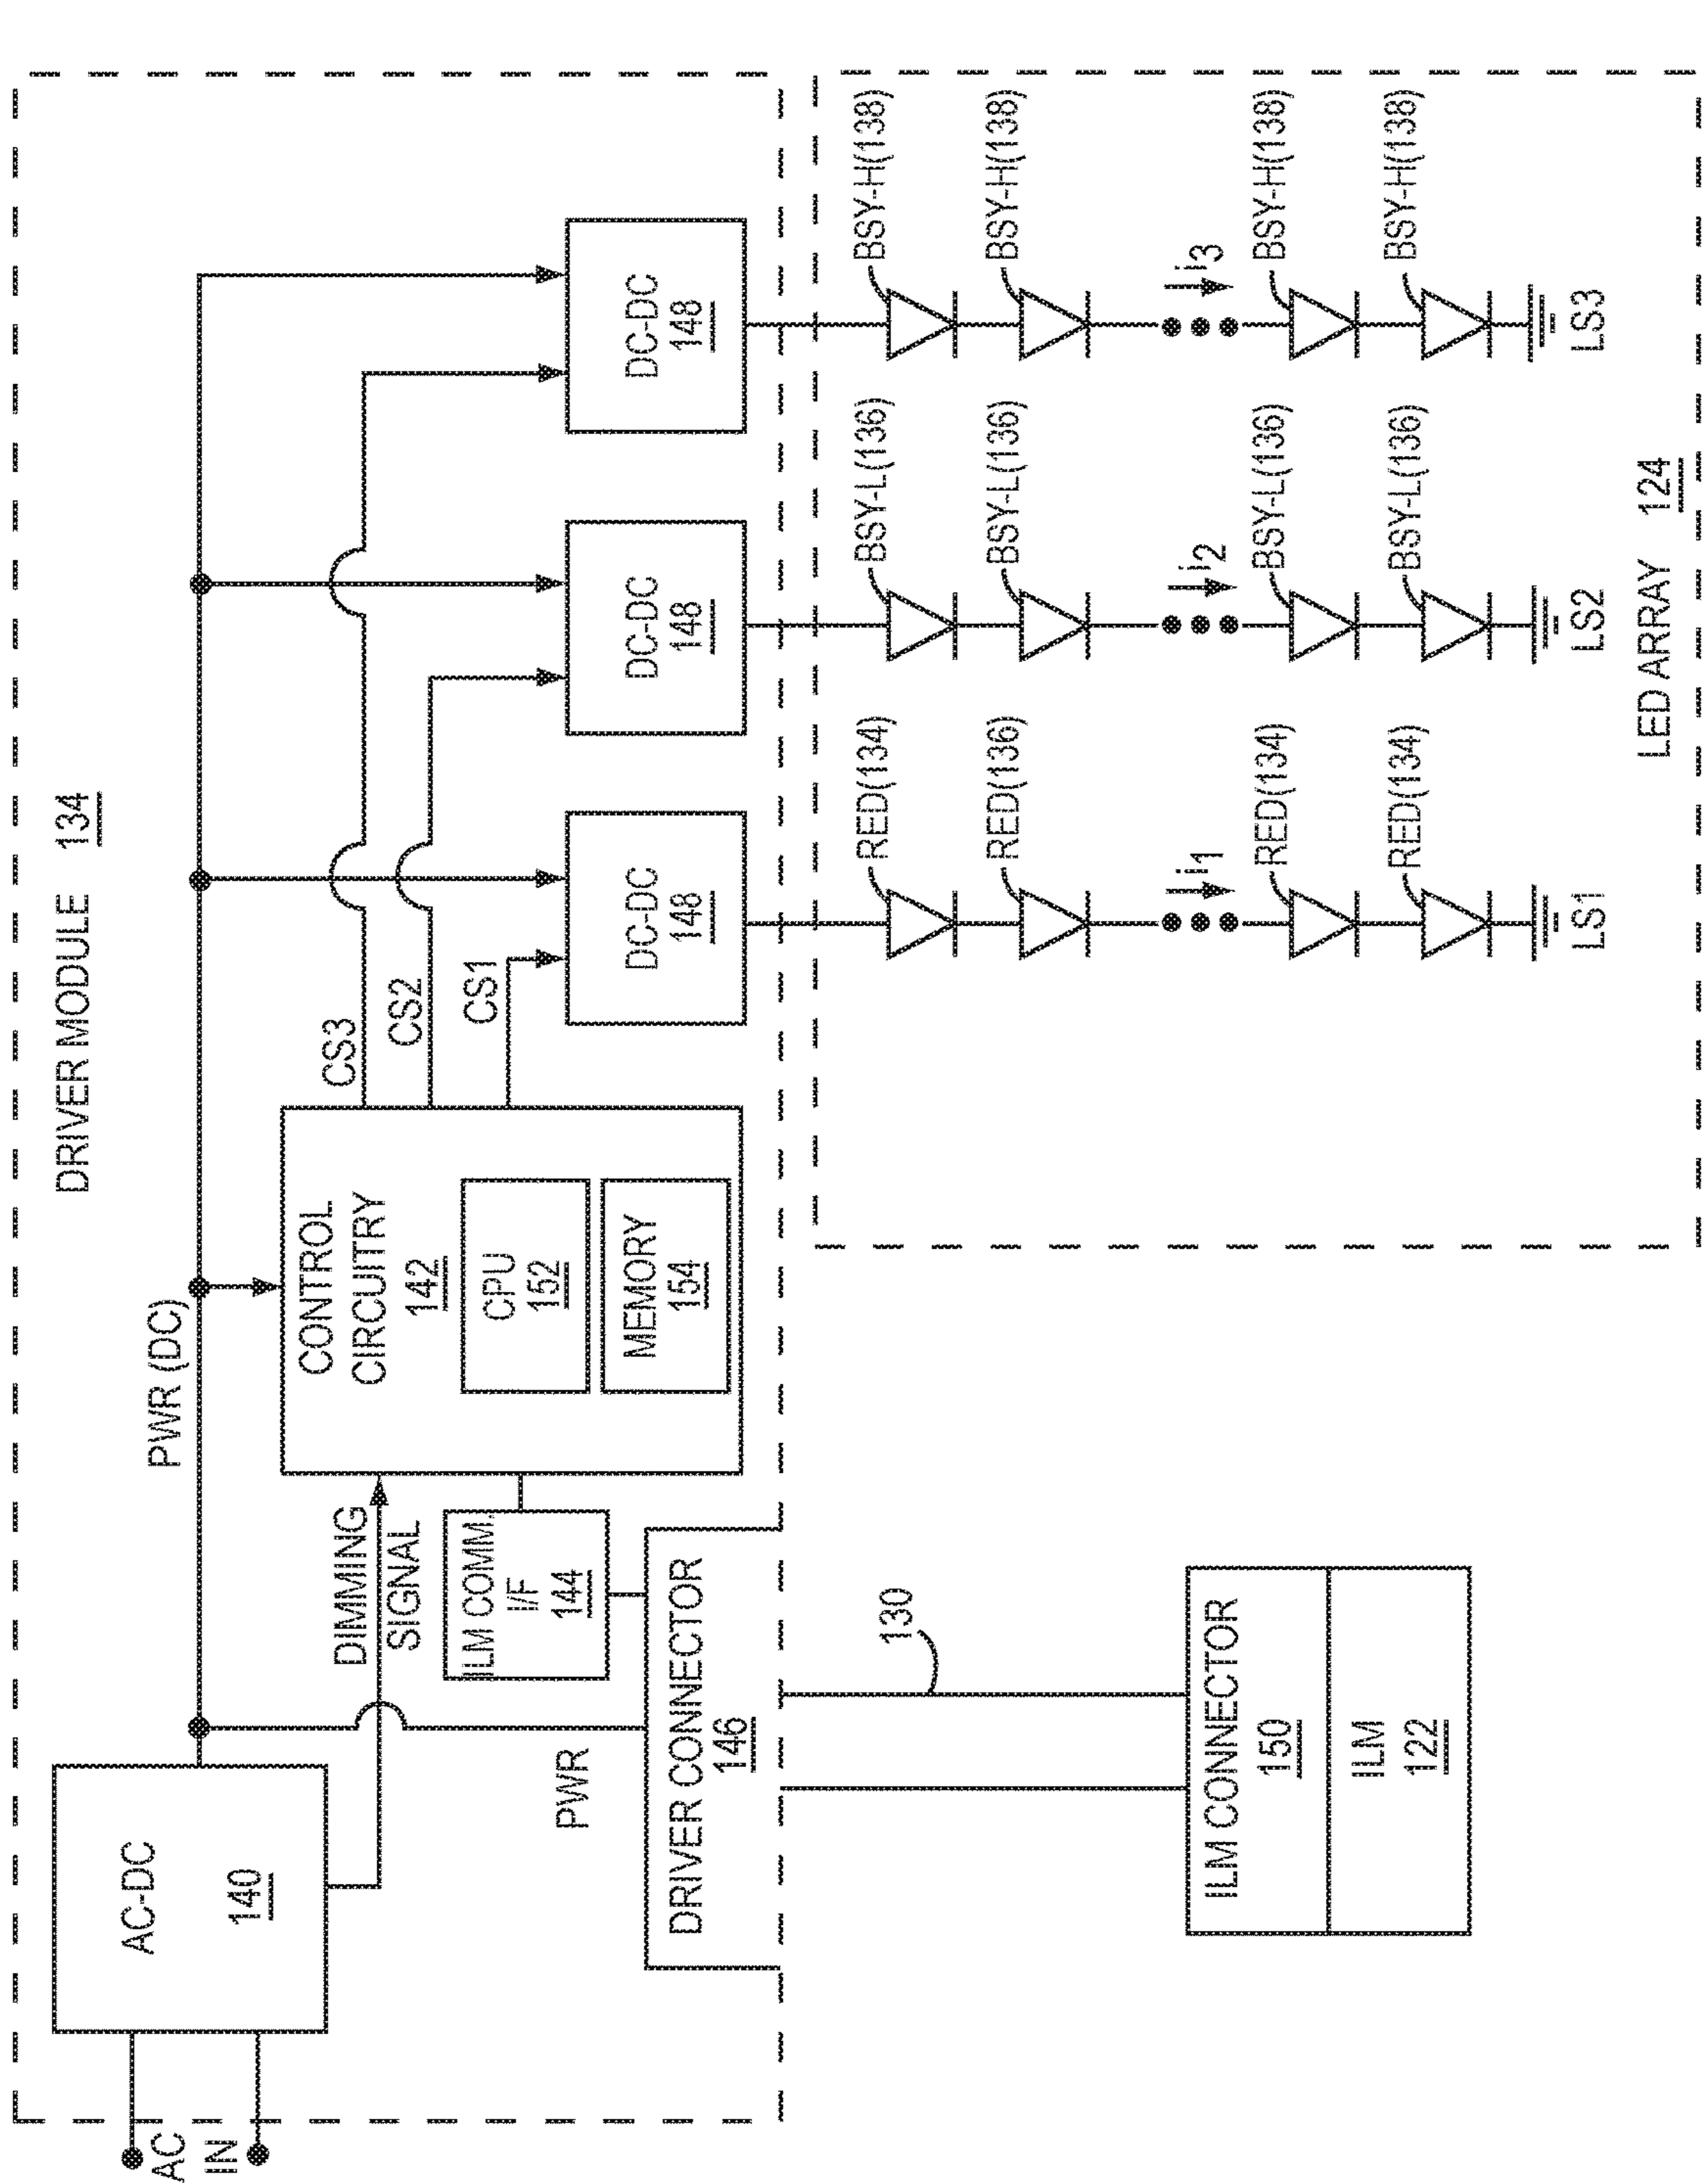 DRIVER MODULE 134
PWR (DC)
AC-DC
140
AC
IN
DIMMING
SIGNAL
CONTROL
CIRCUITRY
142
CPU
152
MEMORY
154
CS3
CS2
CS1
ILM COMM.
I/F
144
PWR
DRIVER CONNECTOR
146
DC-DC
148
DC-DC
148
DC-DC
148
130
ILM CONNECTOR
150
ILM
122
RED(134)
RED(136)
i1
RED(134)
RED(134)
LS1
BSY-L(136)
BSY-L(136)
i2
BSY-L(136)
BSY-L(136)
LS2
BSY-H(138)
BSY-H(138)
i3
BSY-H(138)
BSY-H(138)
LS3
LED ARRAY 124